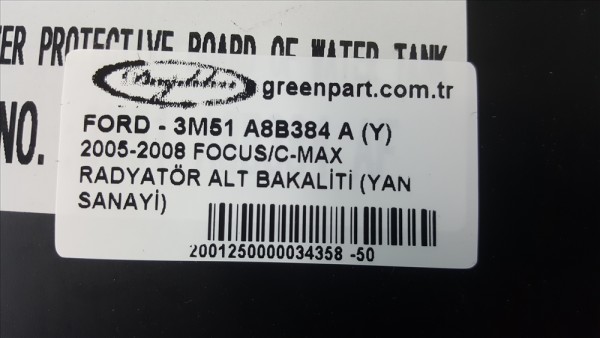 ER PROTECTIVE BOARD OF WATER TANK
NO.
greenpart.com.tr
FORD - 3M51 A8B384 A (Y)
2005-2008 FOCUS/C-MAX
RADYATÖR ALT BAKALİTİ (YAN
SANAYİ)
2001250000034358 -50